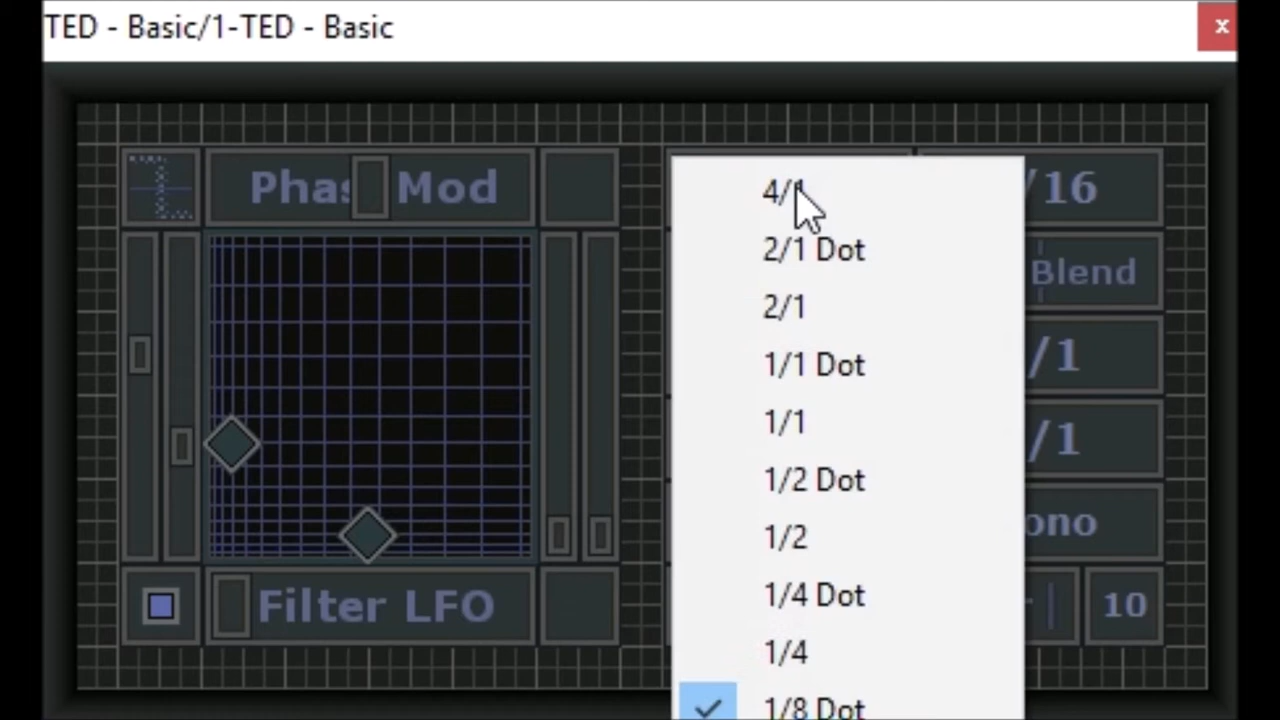 TED - Basic/1-TED - Basic
x
Phas Mod
4/1
/16
2/1 Dot
Blend
2/1
1/1 Dot
/1
1/1
/1
1/2 Dot
1/2
ono
1/4 Dot
Filter LFO
10
1/4
1/8 Dot